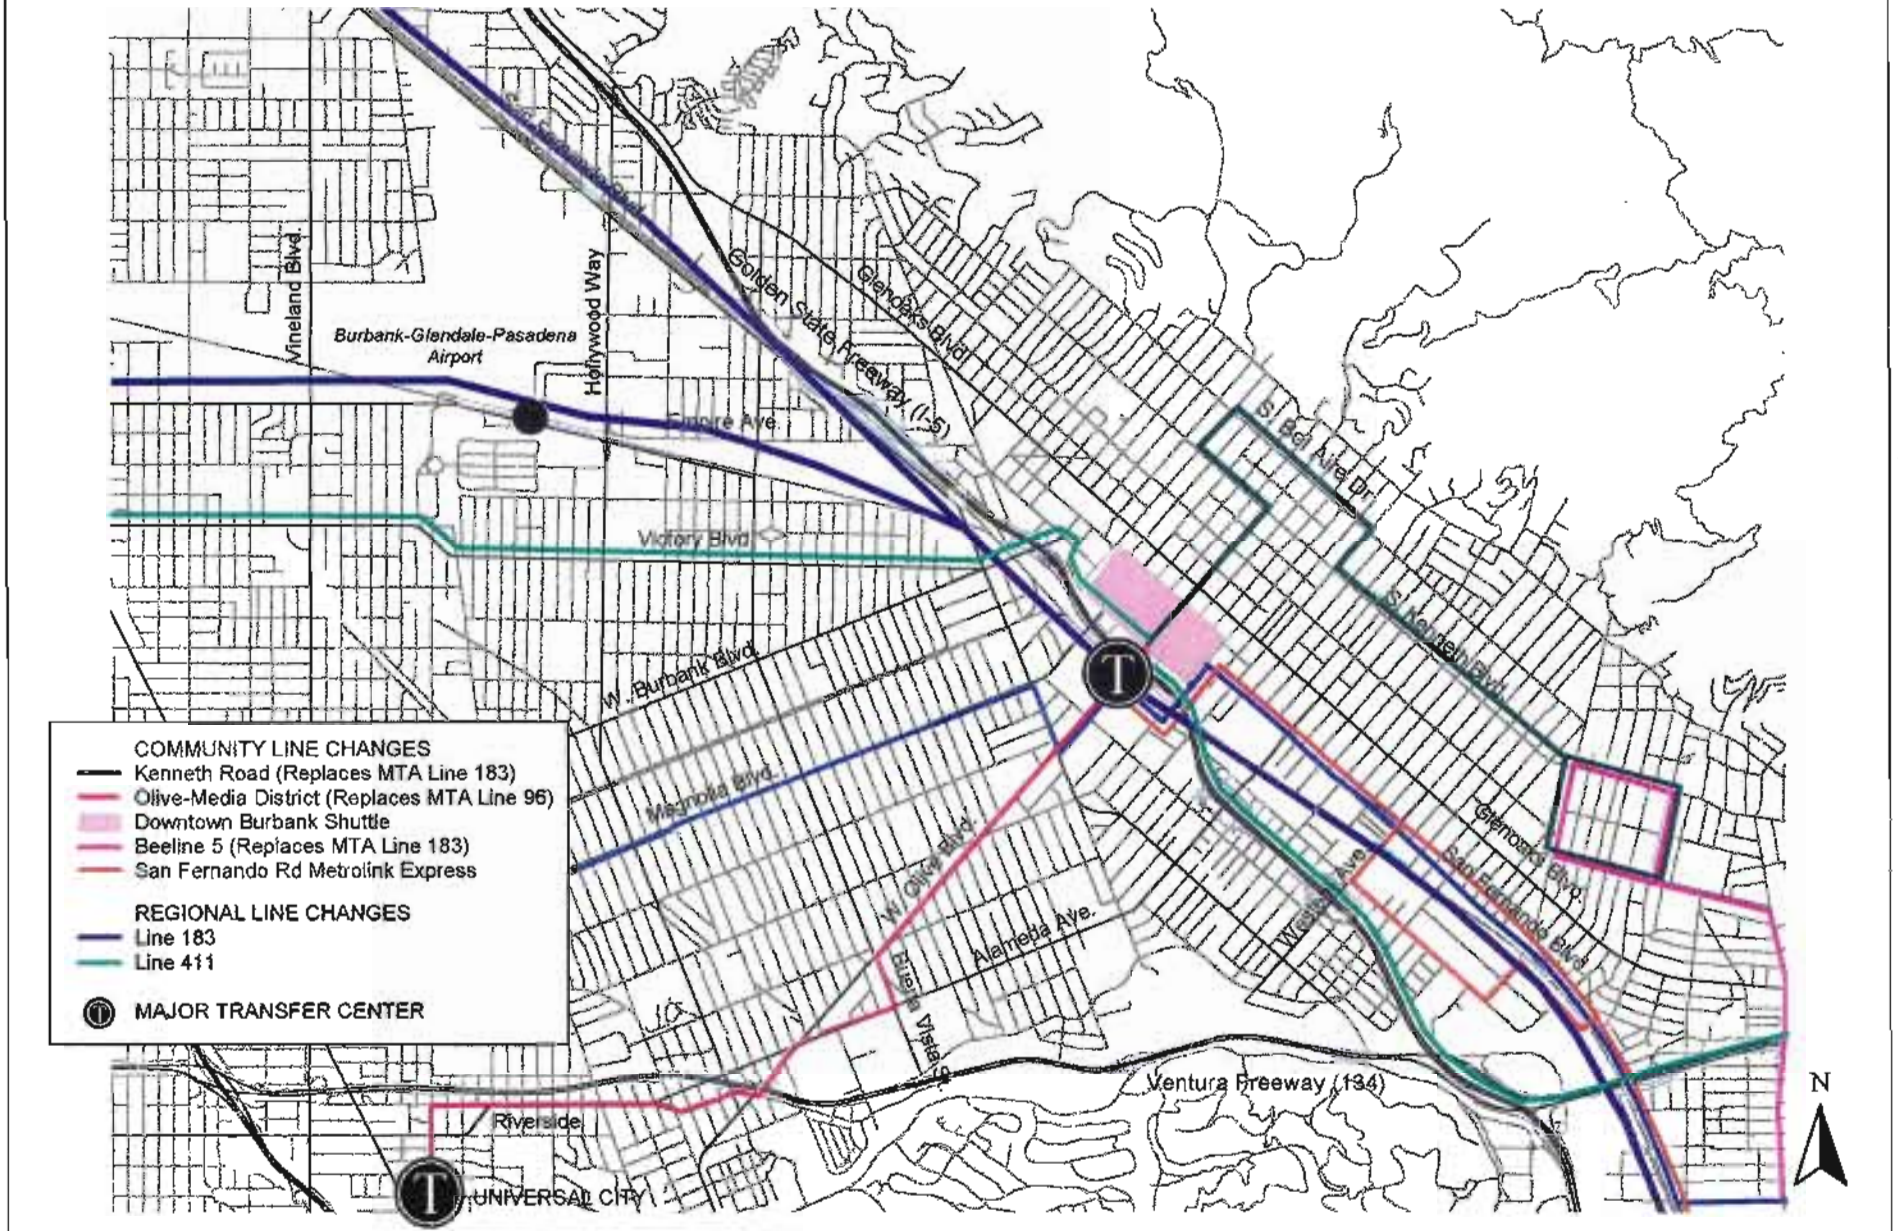 San Fernando Blvd.
Vineland Blvd.
Hollywood Way
Golden State Freeway (I-5)
Glenoaks Blvd.
Burbank-Glendale-Pasadena
Airport
Empire Ave.
S. Bel Aire Dr.
Victory Blvd.
S. Kenneth Blvd.
W. Burbank Blvd.
T
Magnolia Blvd.
W. Olive Blvd.
Glenoaks Blvd.
San Fernando Blvd.
Western Ave.
Alameda Ave.
Buena Vista St.
COMMUNITY LINE CHANGES
Kenneth Road (Replaces MTA Line 183)
Olive-Media District (Replaces MTA Line 96)
Downtown Burbank Shuttle
Beeline 5 (Replaces MTA Line 183)
San Fernando Rd Metrolink Express
REGIONAL LINE CHANGES
Line 183
Line 411
T MAJOR TRANSFER CENTER
Ventura Freeway (134)
N
Riverside
T UNIVERSAL CITY